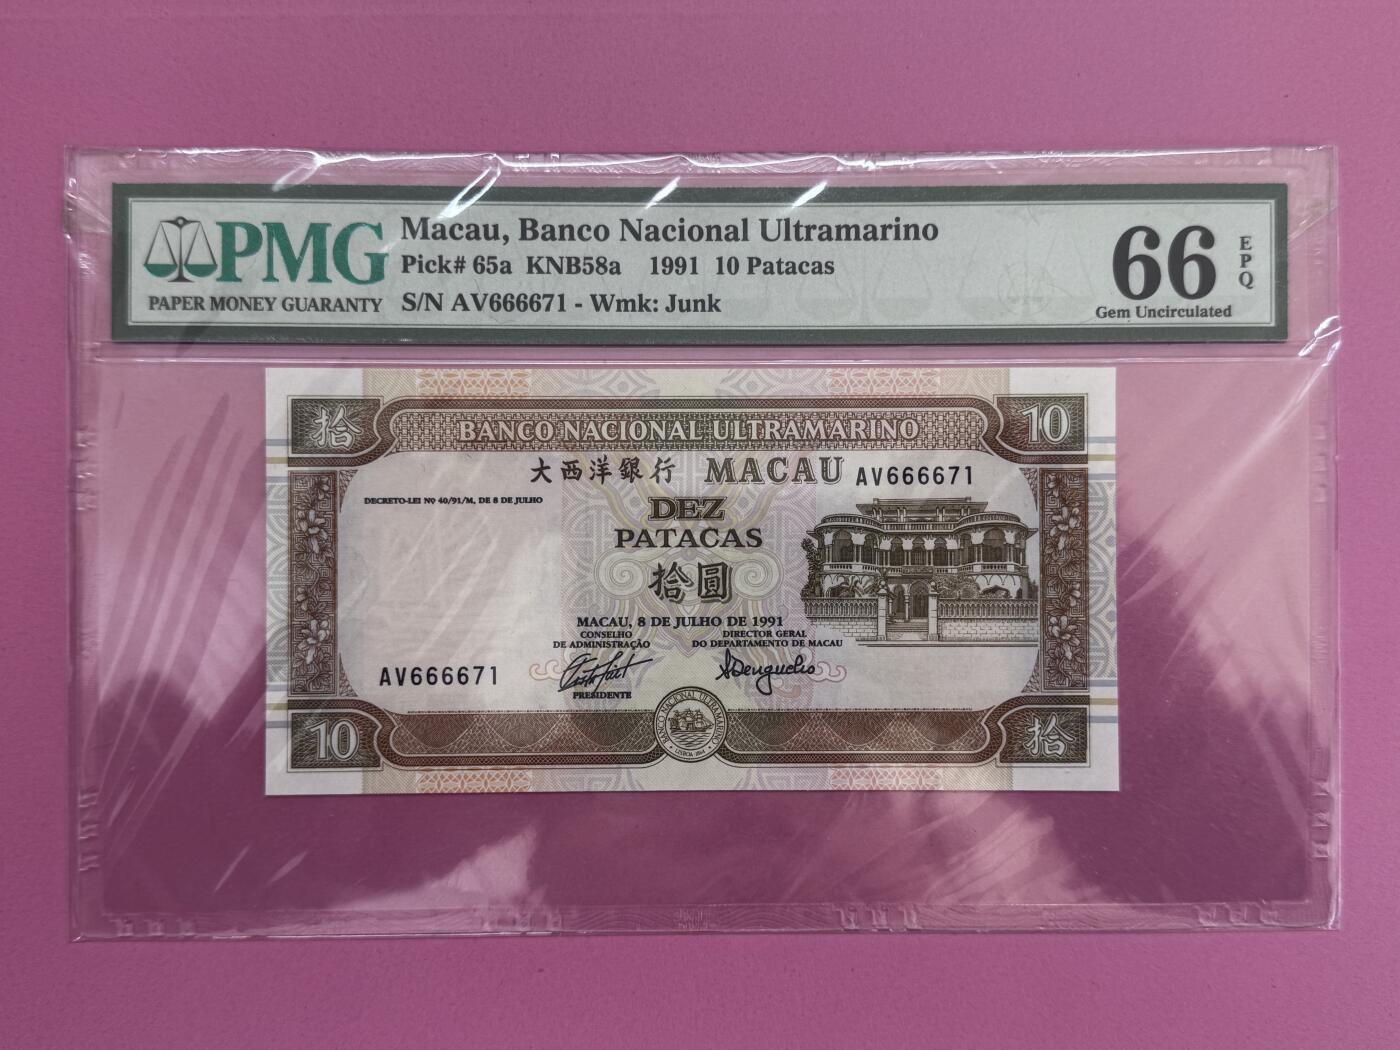 PMG
PAPER MONEY GUARANTY
Macau, Banco Nacional Ultramarino
Pick# 65a KNB58a 1991 10 Patacas
S/N AV666671 - Wmk: Junk
66
EPQ
Gem Uncirculated
拾
10
BANCO NACIONAL ULTRAMARINO
大西洋銀行 MACAU AV666671
DECRETO-LEI Nº 40/91/M, DE 8 DE JULHO
DEZ
PATACAS
拾圓
MACAU, 8 DE JULHO DE 1991
CONSELHO
DE ADMINISTRAÇÃO
DIRECTOR GERAL
DO DEPARTAMENTO DE MACAU
AV666671
PRESIDENTE
BANCO NACIONAL ULTRAMARINO
LISBOA 1864
10
拾